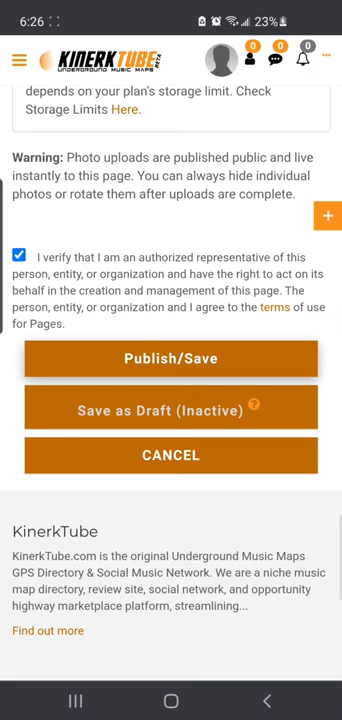 6:26
23%
KINERKTUBE
BETA
UNDERGROUND MUSIC MAPS
0
0
0
depends on your plan's storage limit. Check
Storage Limits Here.
Warning: Photo uploads are published public and live
instantly to this page. You can always hide individual
photos or rotate them after uploads are complete.
+
I verify that I am an authorized representative of this
person, entity, or organization and have the right to act on its
behalf in the creation and management of this page. The
person, entity, or organization and I agree to the terms of use
for Pages.
Publish/Save
Save as Draft (Inactive) ?
CANCEL
KinerkTube
KinerkTube.com is the original Underground Music Maps
GPS Directory & Social Music Network. We are a niche music
map directory, review site, social network, and opportunity
highway marketplace platform, streamlining...
Find out more